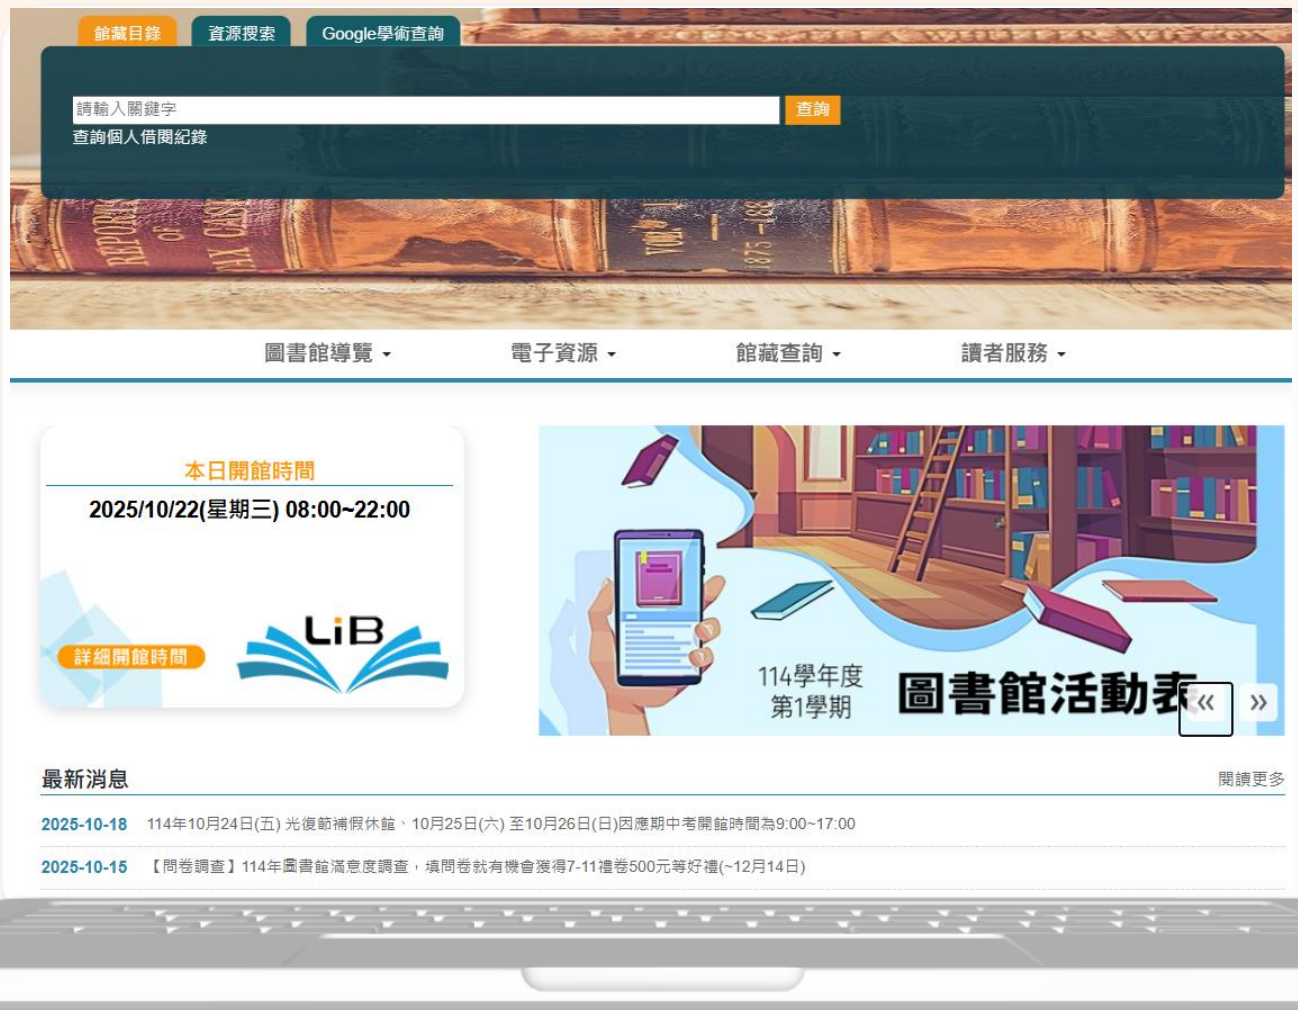 館藏目錄 資源搜索 Google學術查詢
請輸入關鍵字 查詢
查詢個人借閱紀錄
REPORTS
OF
TAX CASES
VOL
1875 -188
圖書館導覽 電子資源 館藏查詢 讀者服務
本日開館時間
2025/10/22(星期三) 08:00~22:00
LiB
詳細開館時間
114學年度
第1學期
圖書館活動表
« »
最新消息 閱讀更多
2025-10-18 114年10月24日(五) 光復節補假休館、10月25日(六) 至10月26日(日)因應期中考開館時間為9:00~17:00
2025-10-15 【問卷調查】114年圖書館滿意度調查，填問卷就有機會獲得7-11禮卷500元等好禮(~12月14日)